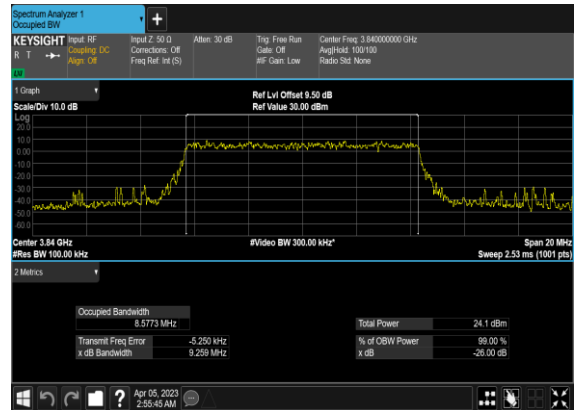 Spectrum Analyzer 1
Occupied BW
KEYSIGHT Input: RF Input Z: 50 Ω Atten: 30 dB Trig: Free Run Center Freq: 3.840000000 GHz
R T Coupling: DC Corrections: Off Gate: Off Avg|Hold: 100/100
Align: Off Freq Ref: Int (S) #IF Gain: Low Radio Std: None
1 Graph
Ref Lvl Offset 9.50 dB
Scale/Div 10.0 dB Ref Value 30.00 dBm
Log
20.0
10.0
0.00
-10.0
-20.0
-30.0
-40.0
-50.0
-60.0
Center 3.84 GHz #Video BW 300.00 kHz* Span 20 MHz
#Res BW 100.00 kHz Sweep 2.53 ms (1001 pts)
2 Metrics
Occupied Bandwidth
8.5773 MHz Total Power 24.1 dBm
Transmit Freq Error -5.250 kHz % of OBW Power 99.00 %
x dB Bandwidth 9.259 MHz x dB -26.00 dB
? Apr 05, 2023
2:55:45 AM